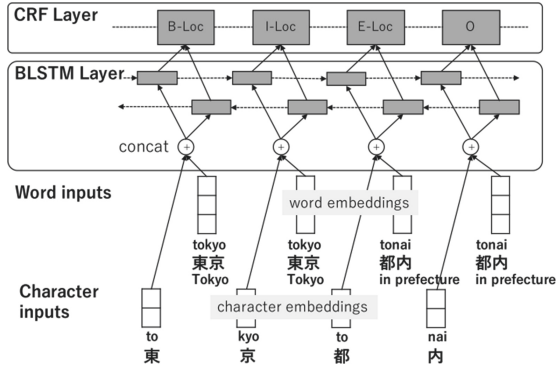 CRF Layer
B-Loc I-Loc E-Loc O
BLSTM Layer
concat + + + +
Word inputs
word embeddings
tokyo tokyo tonai tonai
東京 東京 都内 都内
Tokyo Tokyo in prefecture in prefecture
Character
inputs
character embeddings
to kyo to nai
東 京 都 内